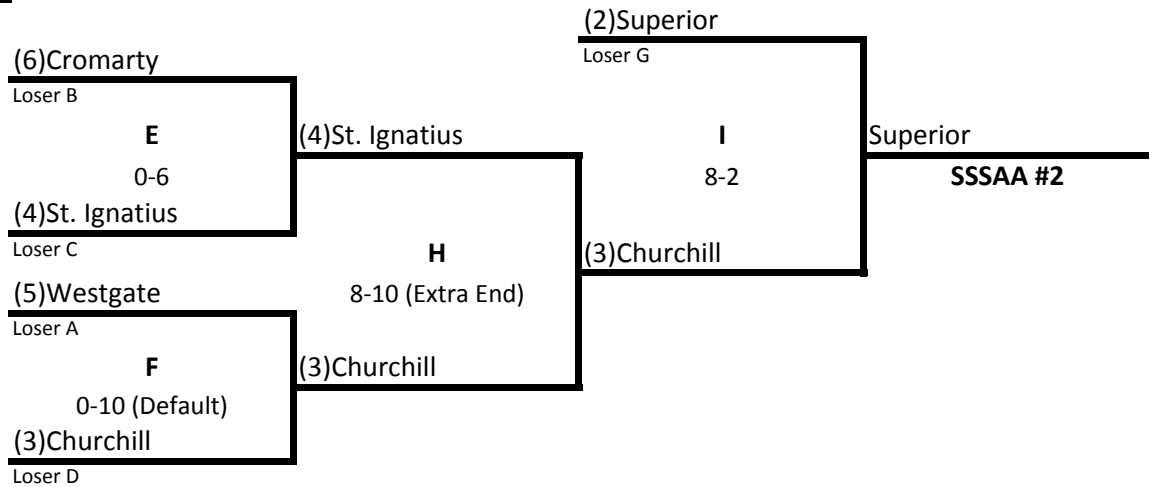 (2)Superior
Loser G
(6)Cromarty
Loser B
E
(4)St. Ignatius
I
Superior
0-6
8-2
SSSAA #2
(4)St. Ignatius
Loser C
H
(3)Churchill
(5)Westgate
8-10 (Extra End)
Loser A
F
(3)Churchill
0-10 (Default)
(3)Churchill
Loser D